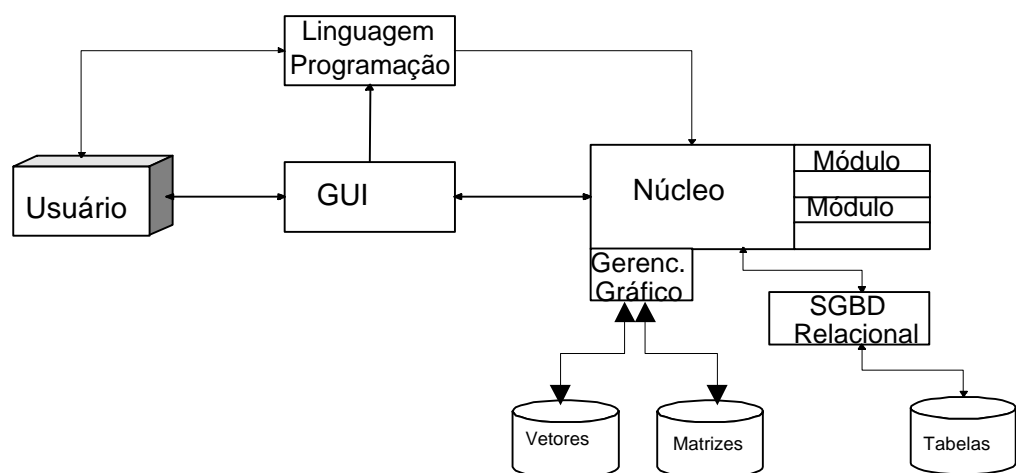 Linguagem
Programação
Usuário
GUI
Núcleo
Módulo
Módulo
Gerenc.
Gráfico
SGBD
Relacional
Vetores
Matrizes
Tabelas